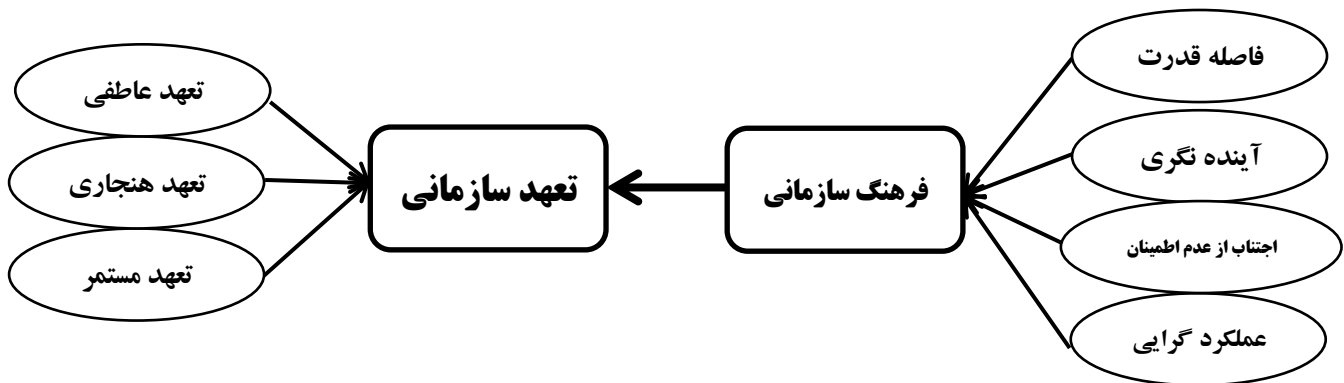 فاصله قدرت
آینده نگری
اجتناب از عدم اطمینان
عملکرد گرایی
فرهنگ سازمانی
تعهد سازمانی
تعهد عاطفی
تعهد هنجاری
تعهد مستمر